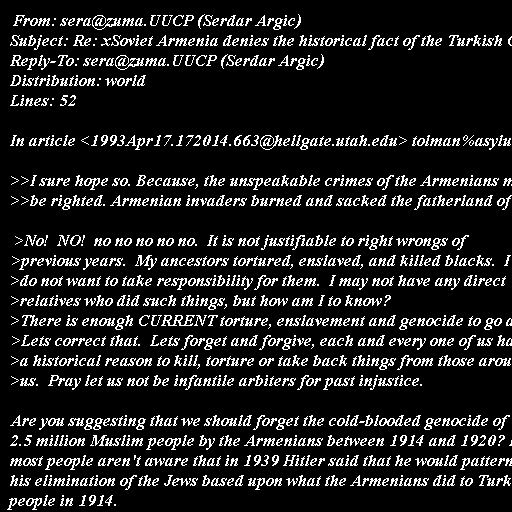 From: sera@zuma.UUCP (Serdar Argic)
Subject: Re: xSoviet Armenia denies the historical fact of the Turkish
Reply-To: sera@zuma.UUCP (Serdar Argic)
Distribution: world
Lines: 52
In article <1993Apr17.172014.663@hellgate.utah.edu> tolman%asylu
>>I sure hope so. Because, the unspeakable crimes of the Armenians m
>>be righted. Armenian invaders burned and sacked the fatherland of
>No!  NO!  no no no no no.  It is not justifiable to right wrongs of
>previous years.  My ancestors tortured, enslaved, and killed blacks.  I
>do not want to take responsibility for them.  I may not have any direct
>relatives who did such things, but how am I to know?
>There is enough CURRENT torture, enslavement and genocide to go a
>Lets correct that.  Lets forget and forgive, each and every one of us ha
>a historical reason to kill, torture or take back things from those arou
>us.  Pray let us not be infantile arbiters for past injustice.
Are you suggesting that we should forget the cold-blooded genocide of
2.5 million Muslim people by the Armenians between 1914 and 1920?
most people aren't aware that in 1939 Hitler said that he would pattern
his elimination of the Jews based upon what the Armenians did to Turk
people in 1914.